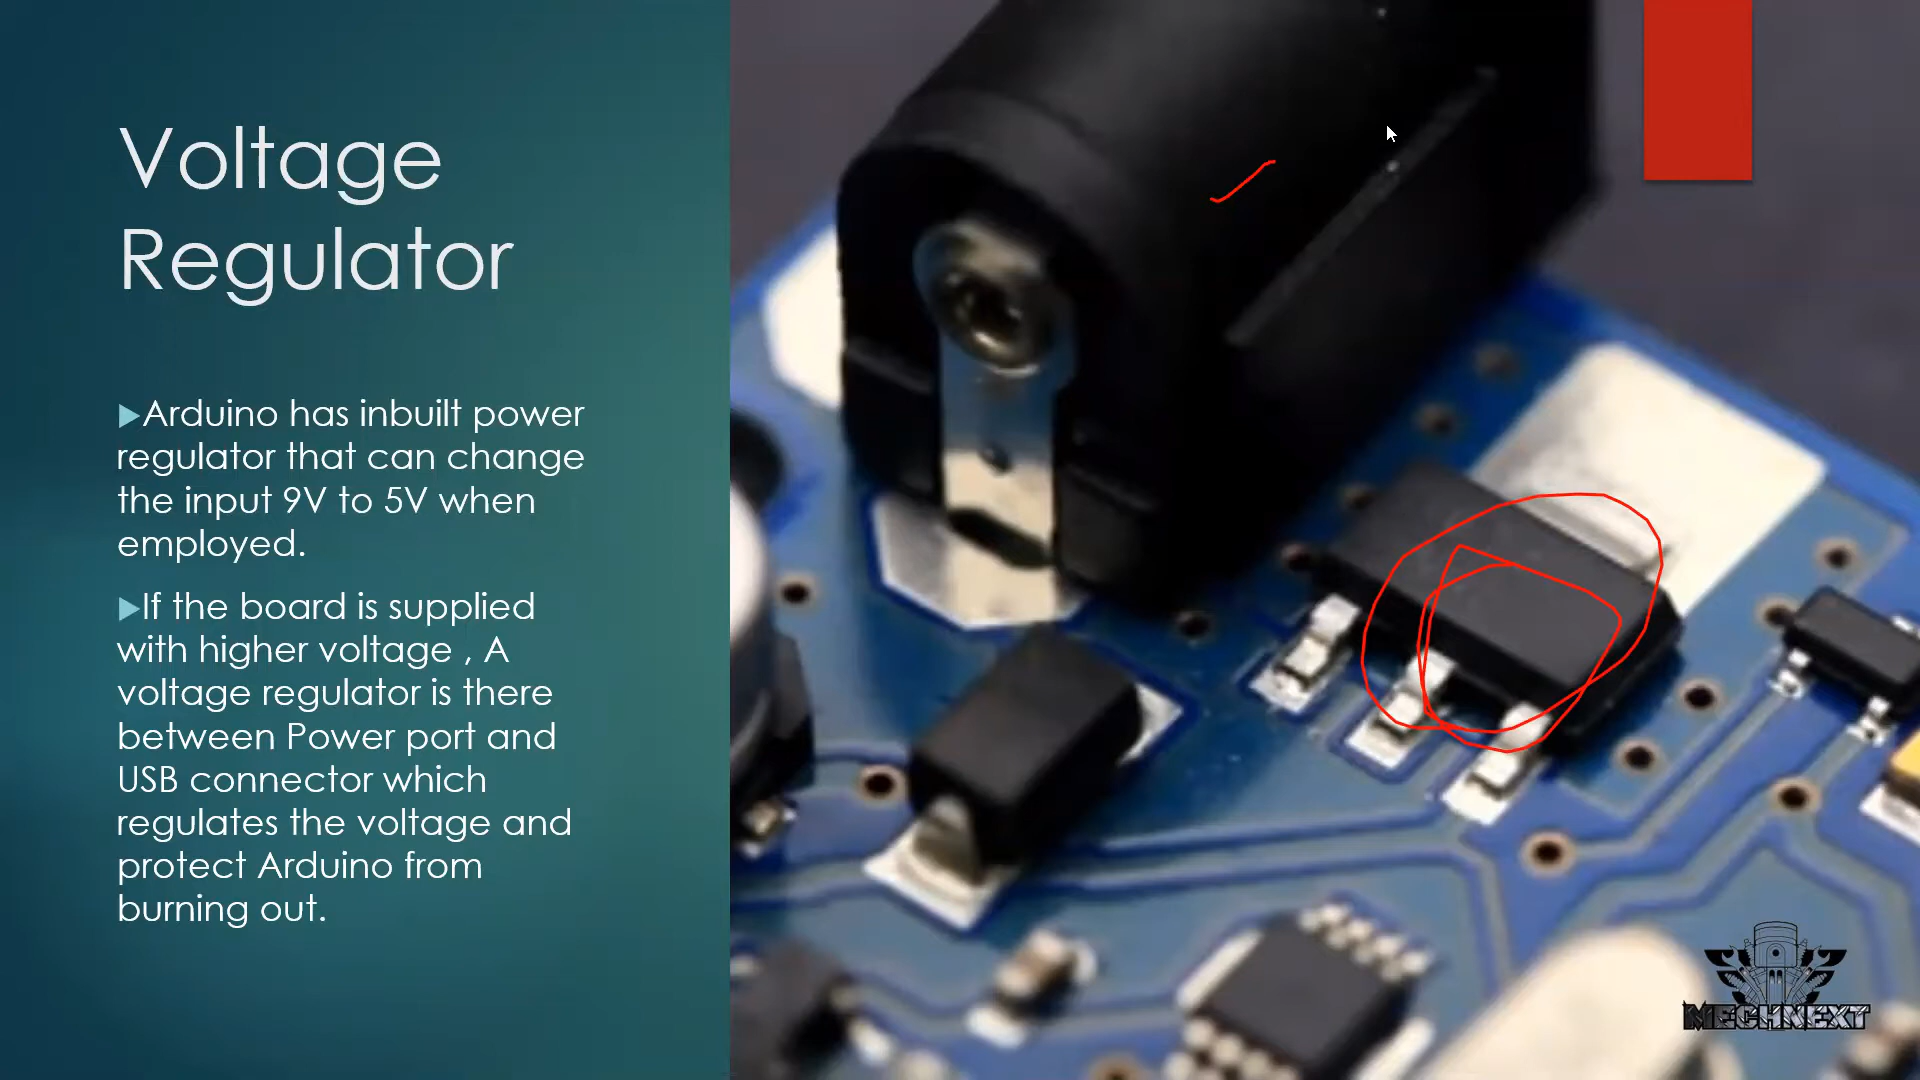 Voltage
Regulator
Arduino has inbuilt power
regulator that can change
the input 9V to 5V when
employed.
If the board is supplied
with higher voltage , A
voltage regulator is there
between Power port and
USB connector which
regulates the voltage and
protect Arduino from
burning out.
MECHNEXT